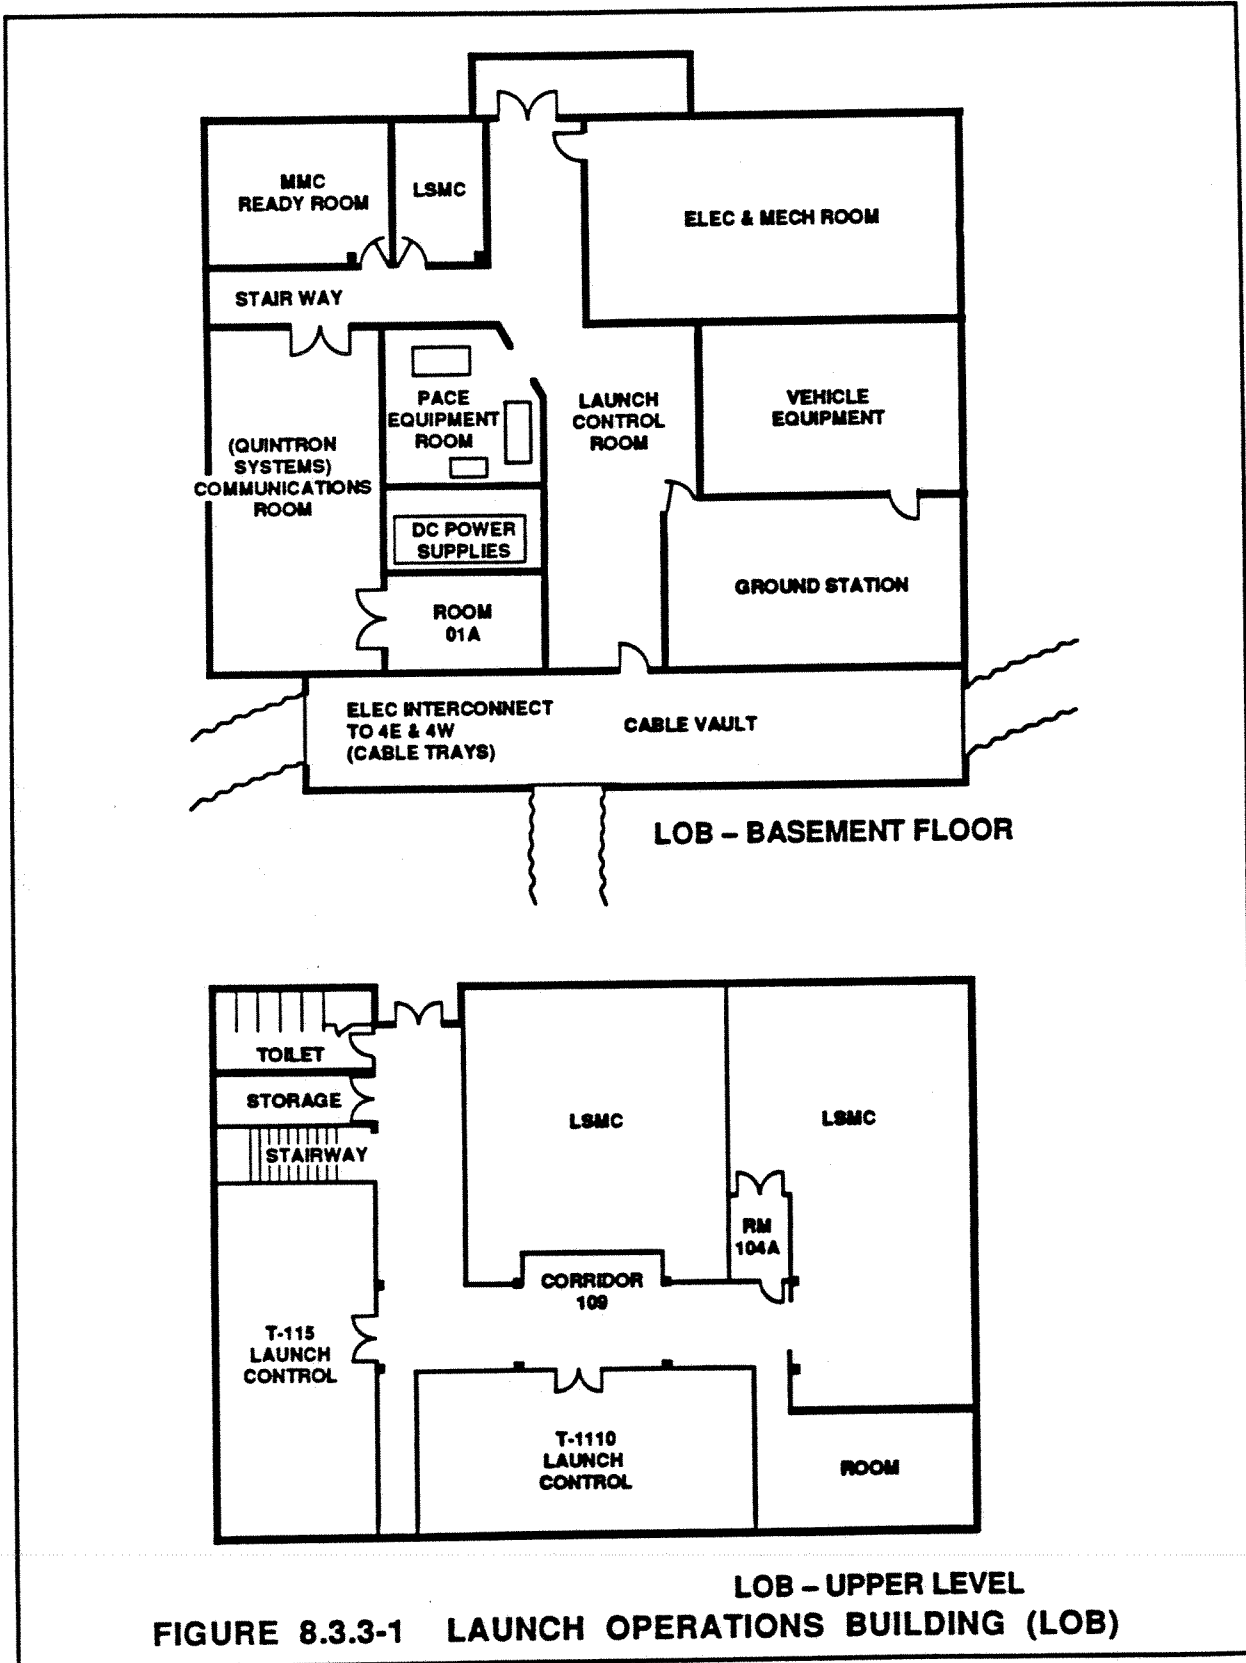 MMC
READY ROOM
LSMC
ELEC & MECH ROOM
STAIR WAY
PACE
EQUIPMENT
ROOM
LAUNCH
CONTROL
ROOM
VEHICLE
EQUIPMENT
(QUINTRON
SYSTEMS)
COMMUNICATIONS
ROOM
DC POWER
SUPPLIES
GROUND STATION
ROOM
01A
ELEC INTERCONNECT
TO 4E & 4W
(CABLE TRAYS)
CABLE VAULT
LOB – BASEMENT FLOOR
TOILET
STORAGE
STAIRWAY
LSMC
LSMC
RM
104A
CORRIDOR
109
T-115
LAUNCH
CONTROL
T-1110
LAUNCH
CONTROL
ROOM
LOB – UPPER LEVEL
FIGURE 8.3.3-1 LAUNCH OPERATIONS BUILDING (LOB)